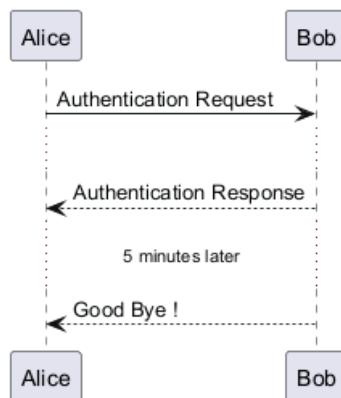 Alice Bob
Authentication Request
Authentication Response
5 minutes later
Good Bye !
Alice Bob